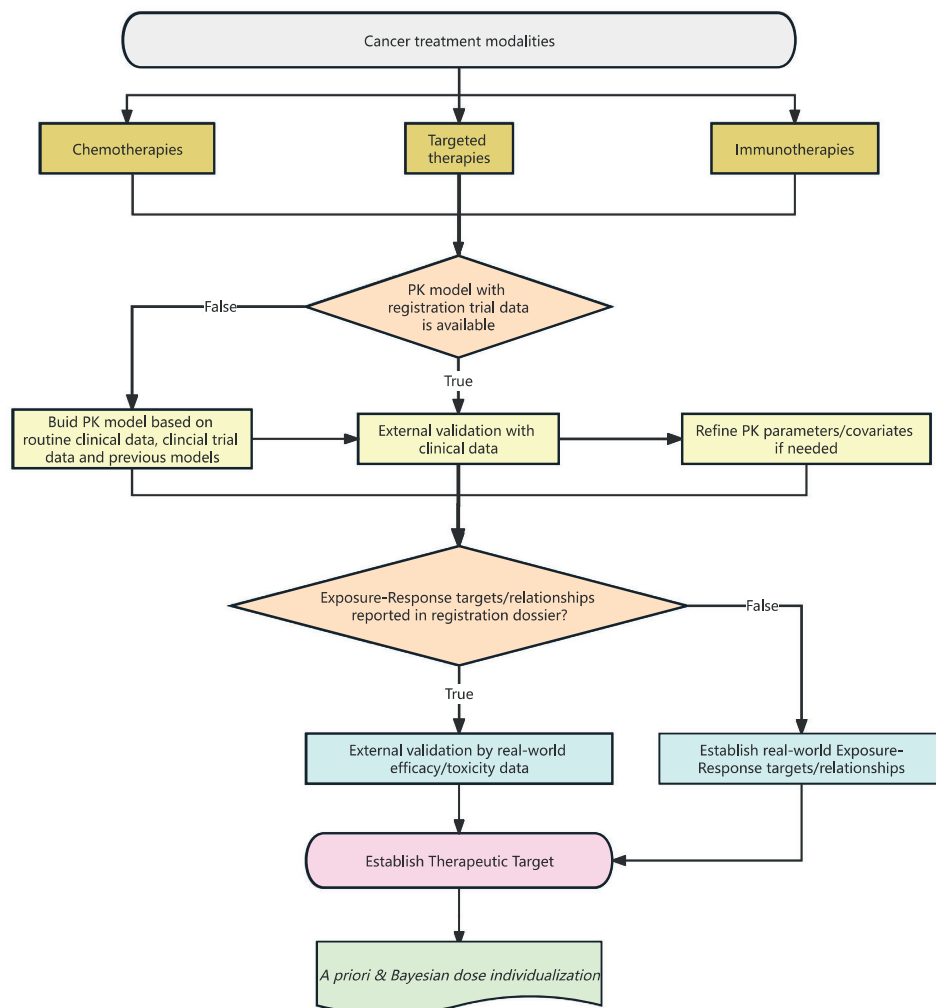 Cancer treatment modalities
Chemotherapies
Targeted
therapies
Immunotherapies
PK model with
registration trial data
is available
False
True
Buid PK model based on
routine clinical data, clincial trial
data and previous models
External validation with
clinical data
Refine PK parameters/covariates
if needed
Exposure-Response targets/relationships
reported in registration dossier?
False
True
External validation by real-world
efficacy/toxicity data
Establish real-world Exposure-
Response targets/relationships
Establish Therapeutic Target
A priori & Bayesian dose individualization